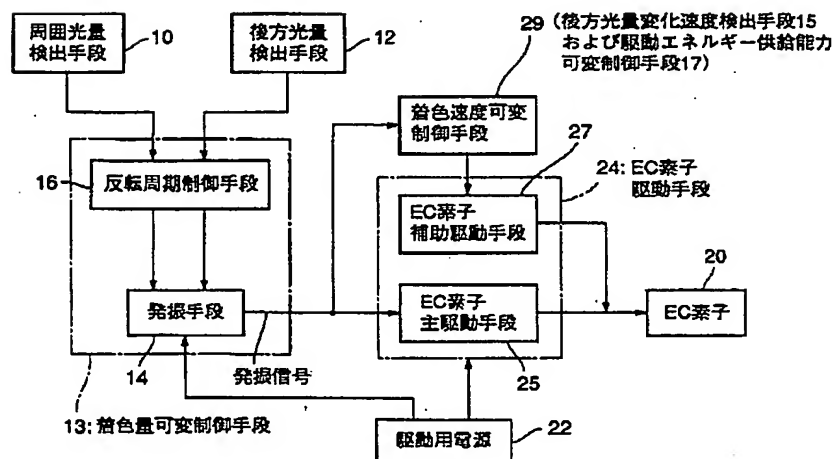 周囲光量
検出手段
10
後方光量
検出手段
12
29(後方光量変化速度検出手段15
および駆動エネルギー供給能力
可変制御手段17)
着色速度可変
制御手段
27
24:EC素子
駆動手段
16
反転周期制御手段
EC素子
補助駆動手段
20
発振手段
EC素子
主駆動手段
EC素子
14
発振信号
25
13:着色量可変制御手段
駆動用電源
22